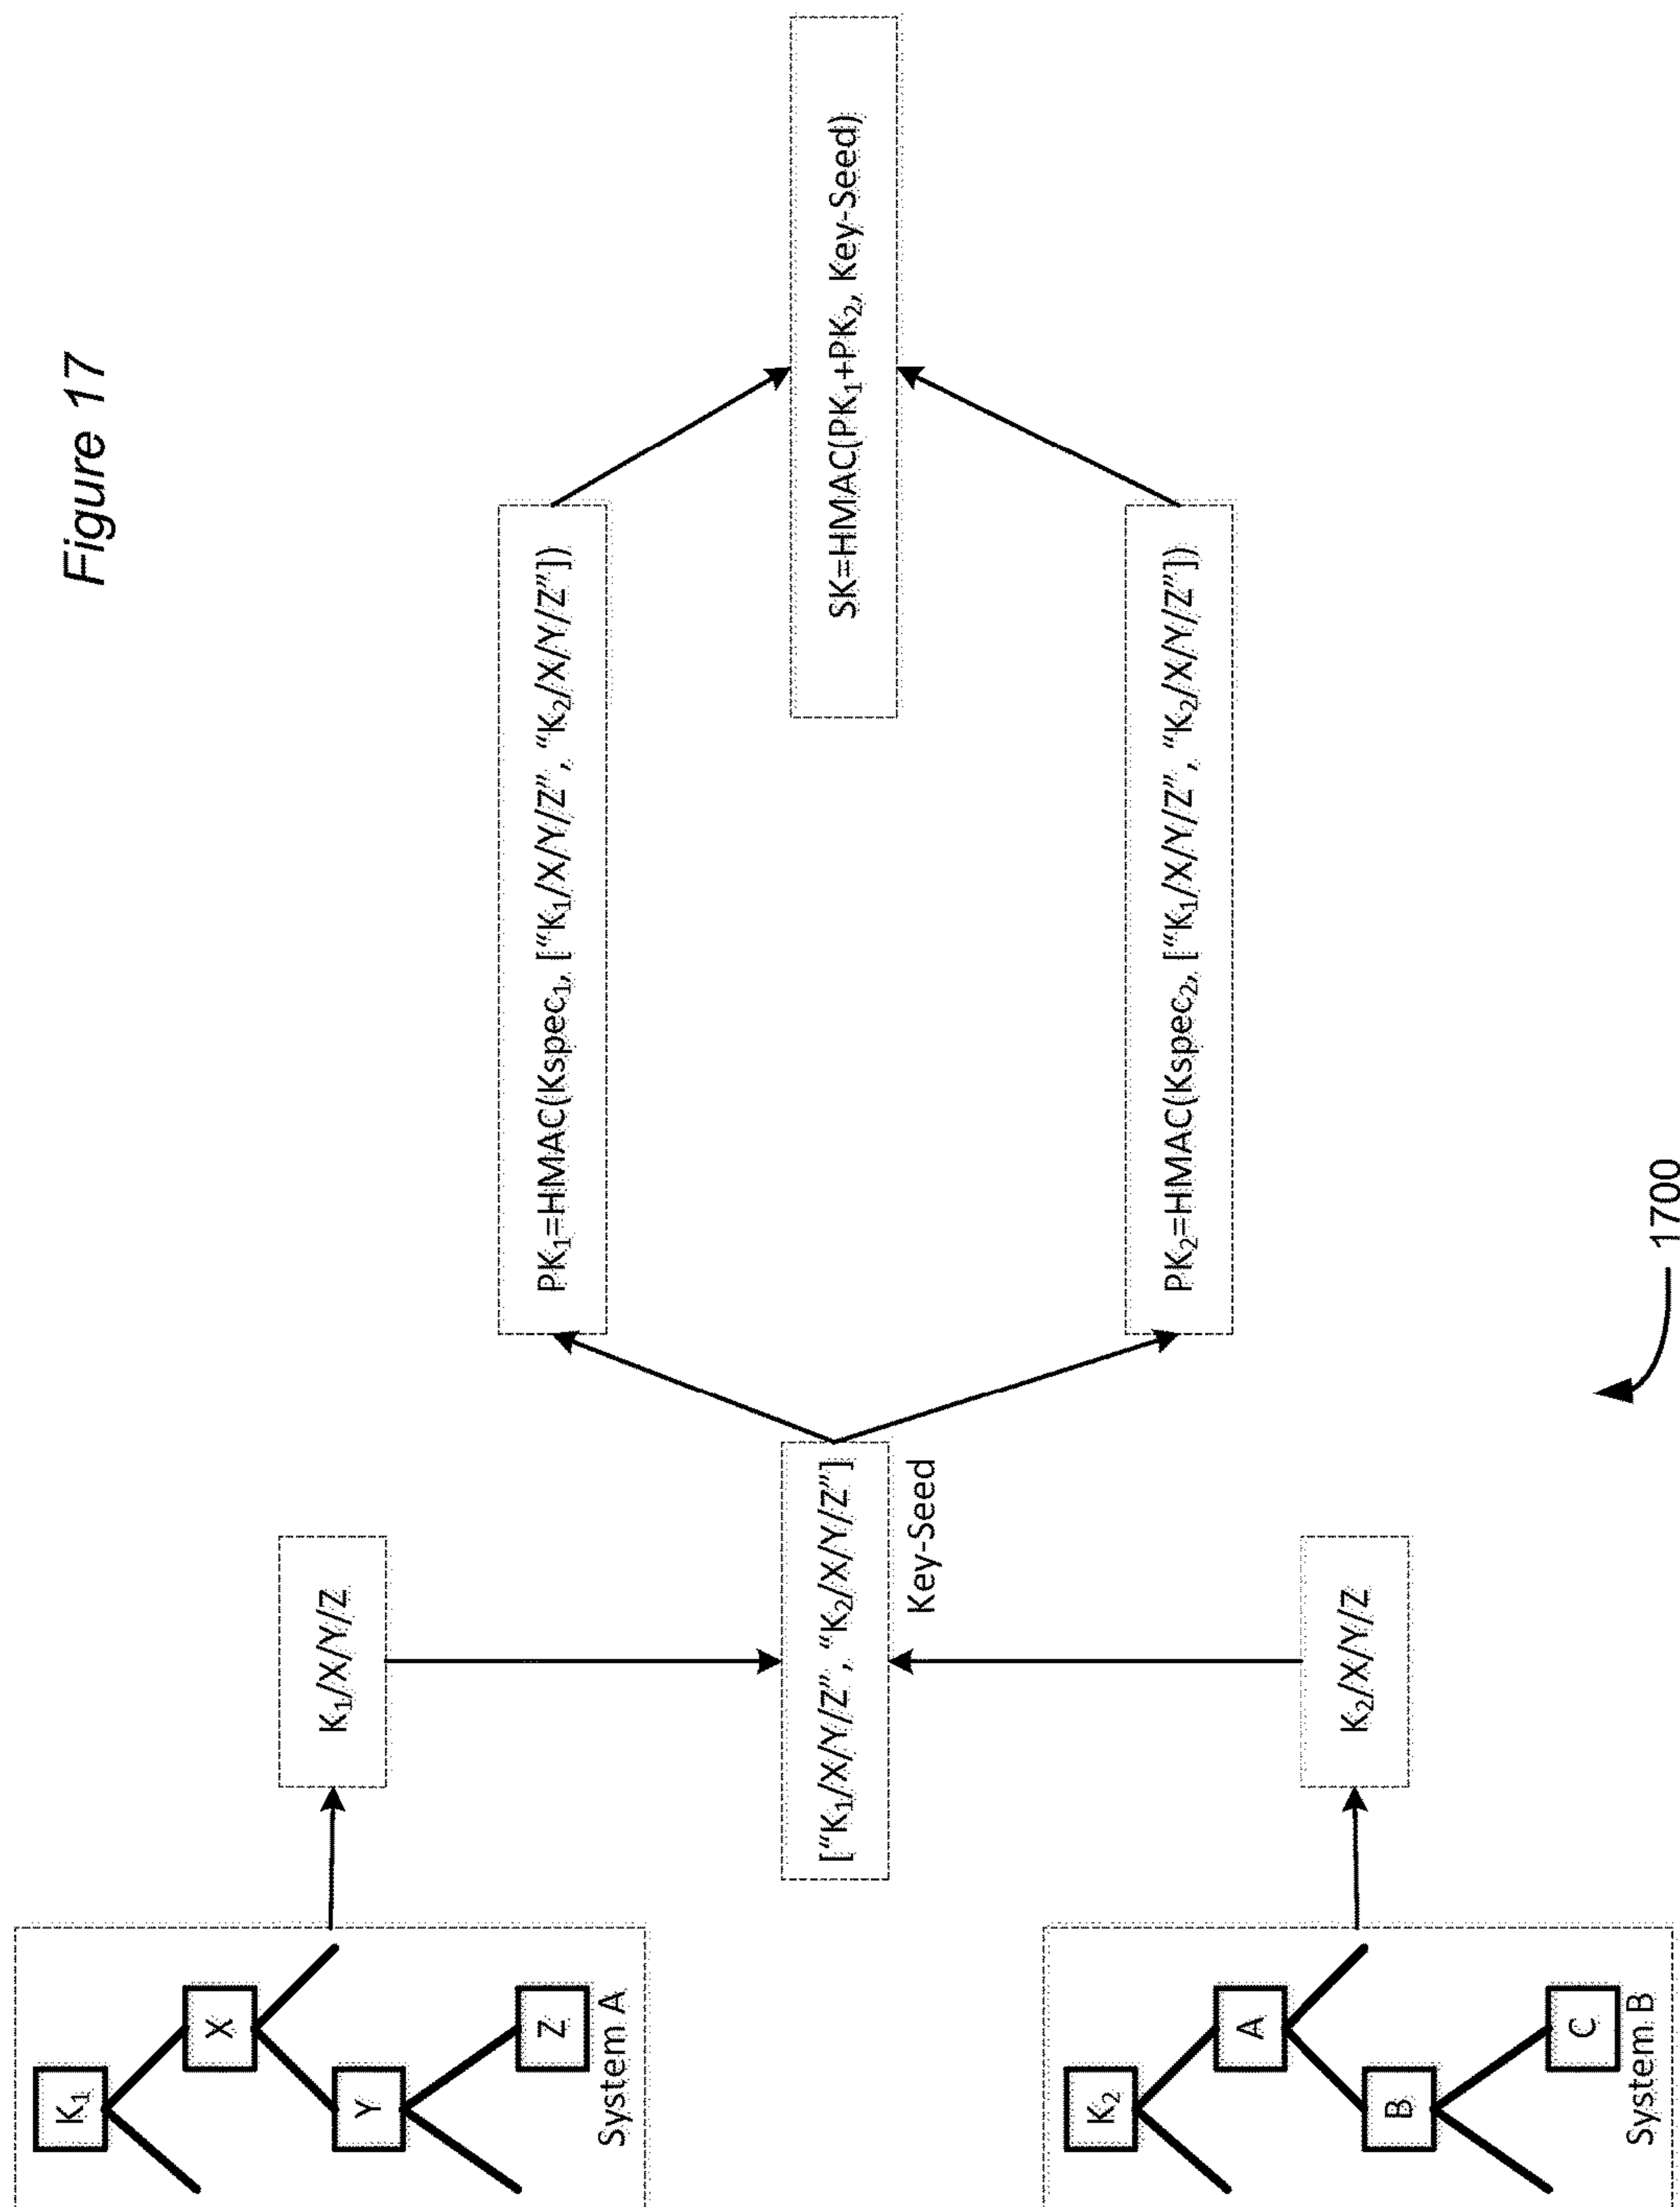 Figure 17
K₁
X
Y
Z
System A
K₁/X/Y/Z
["K₁/X/Y/Z", "K₂/X/Y/Z"]
Key-Seed
K₂
A
B
C
System B
K₂/X/Y/Z
PK₁=HMAC(Kspec₁, [“K₁/X/Y/Z”, “K₂/X/Y/Z”])
PK₂=HMAC(Kspec₂, [“K₁/X/Y/Z”, “K₂/X/Y/Z”])
SK=HMAC(PK₁+PK₂, Key-Seed)
1700